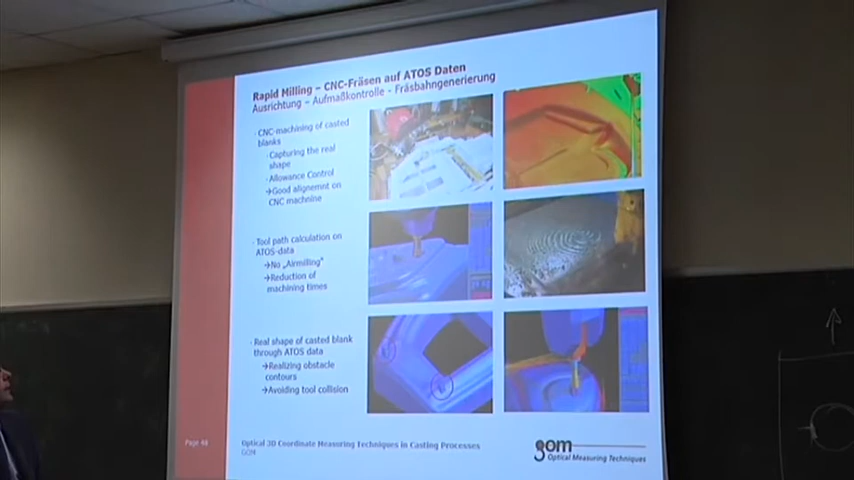 Rapid Milling – CNC-Fräsen auf ATOS Daten
Ausrichtung – Aufmaßkontrolle - Fräsbahngenerierung
· CNC-machining of casted
blanks
· Capturing the real
shape
· Allowance Control
→Good alignemnt on
CNC machnine
· Tool path calculation on
ATOS-data
→No „Airmilling"
→Reduction of
machining times
· Real shape of casted blank
through ATOS data
→Realizing obstacle
contours
→Avoiding tool collision
Page 46
Optical 3D Coordinate Measuring Techniques in Casting Processes
GOM
gom
Optical Measuring Techniques